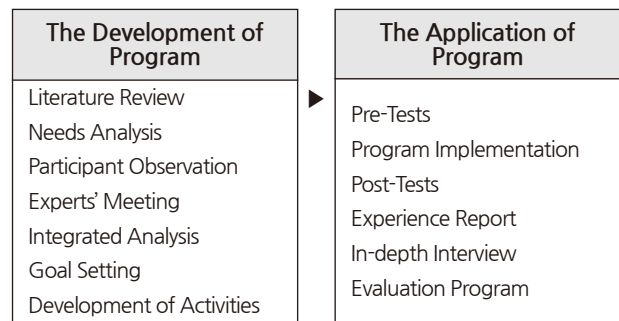 The Development of
Program
Literature Review
Needs Analysis
Participant Observation
Experts' Meeting
Integrated Analysis
Goal Setting
Development of Activities
▶
The Application of
Program
Pre-Tests
Program Implementation
Post-Tests
Experience Report
In-depth Interview
Evaluation Program